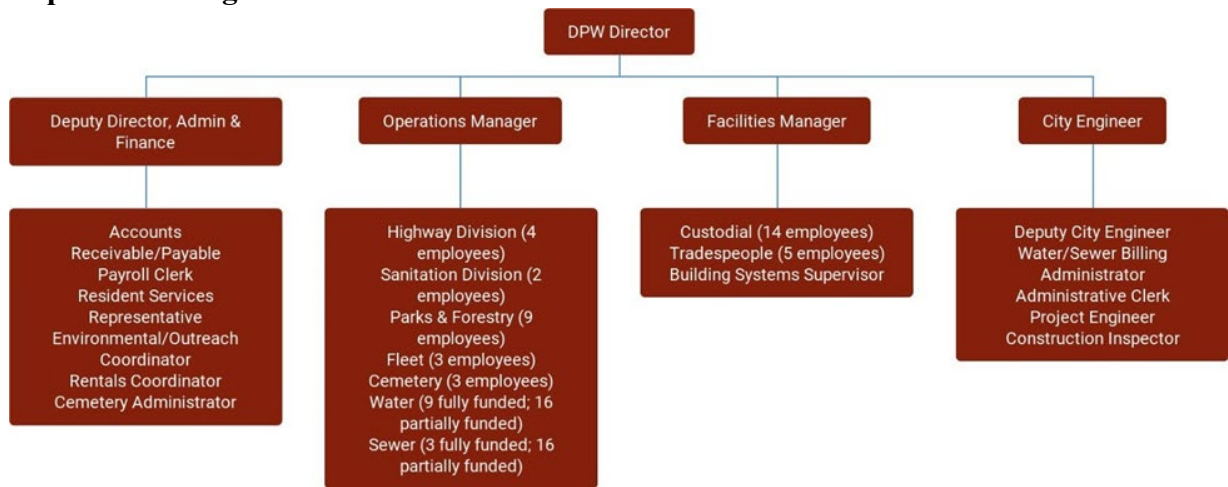 DPW Director
Deputy Director, Admin &
Finance
Operations Manager
Facilities Manager
City Engineer
Accounts
Receivable/Payable
Payroll Clerk
Resident Services
Representative
Environmental/Outreach
Coordinator
Rentals Coordinator
Cemetery Administrator
Highway Division (4
employees)
Sanitation Division (2
employees)
Parks & Forestry (9
employees)
Fleet (3 employees)
Cemetery (3 employees)
Water (9 fully funded; 16
partially funded)
Sewer (3 fully funded; 16
partially funded)
Custodial (14 employees)
Tradespeople (5 employees)
Building Systems Supervisor
Deputy City Engineer
Water/Sewer Billing
Administrator
Administrative Clerk
Project Engineer
Construction Inspector